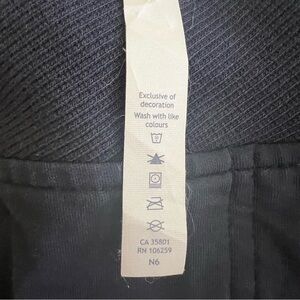 Exclusive of
decoration
Wash with like
colours
CA 35801
RN 106259
N6